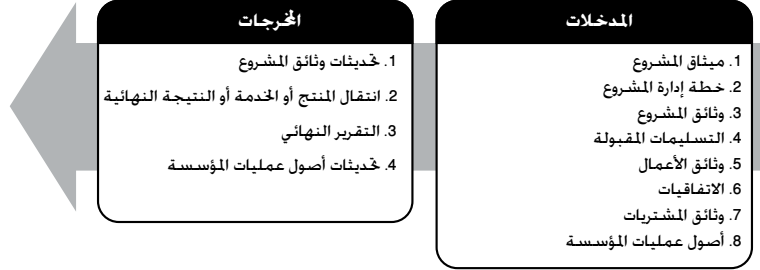 المدخلات
1. ميثاق المشروع
2. خطة إدارة المشروع
3. وثائق المشروع
4. التسليمات المقبولة
5. وثائق الأعمال
6. الاتفاقيات
7. وثائق المشتريات
8. أصول عمليات المؤسسة
المخرجات
1. تحديثات وثائق المشروع
2. انتقال المنتج أو الخدمة أو النتيجة النهائية
3. التقرير النهائي
4. تحديثات أصول عمليات المؤسسة